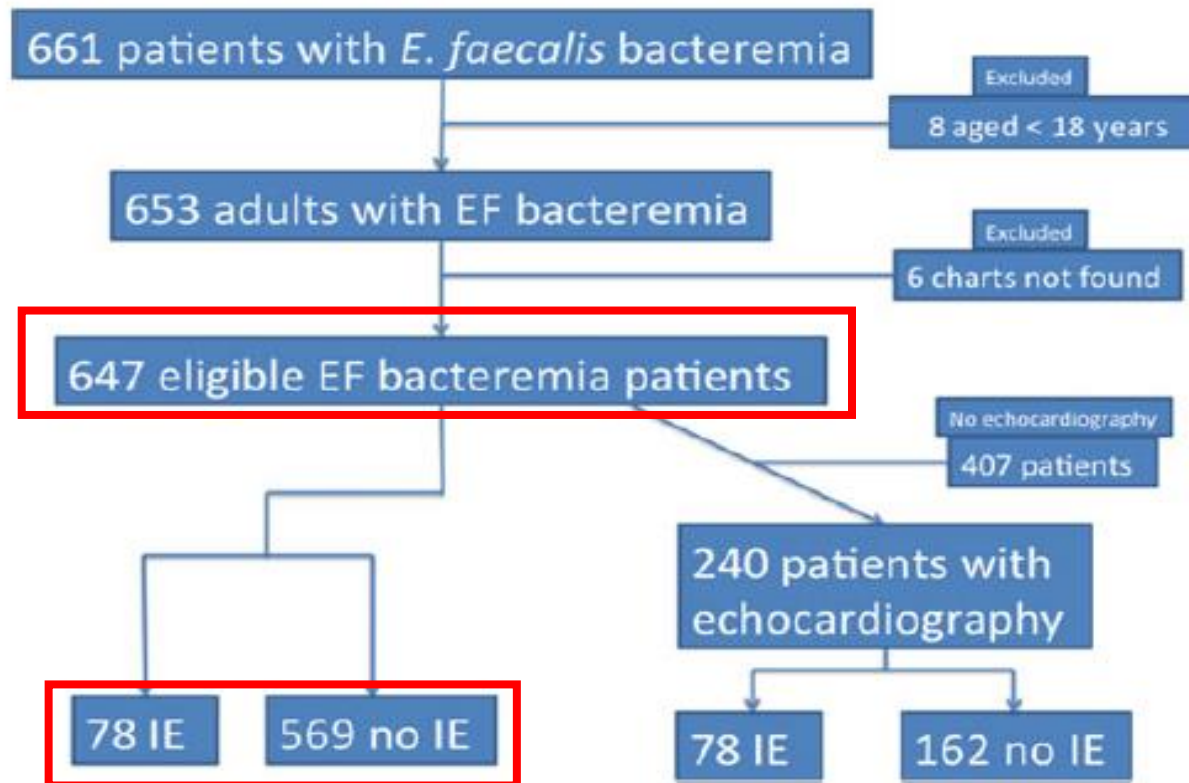 661 patients with E. faecalis bacteremia
Excluded
8 aged < 18 years
653 adults with EF bacteremia
Excluded
6 charts not found
647 eligible EF bacteremia patients
No echocardiography
407 patients
240 patients with
echocardiography
78 IE
569 no IE
78 IE
162 no IE